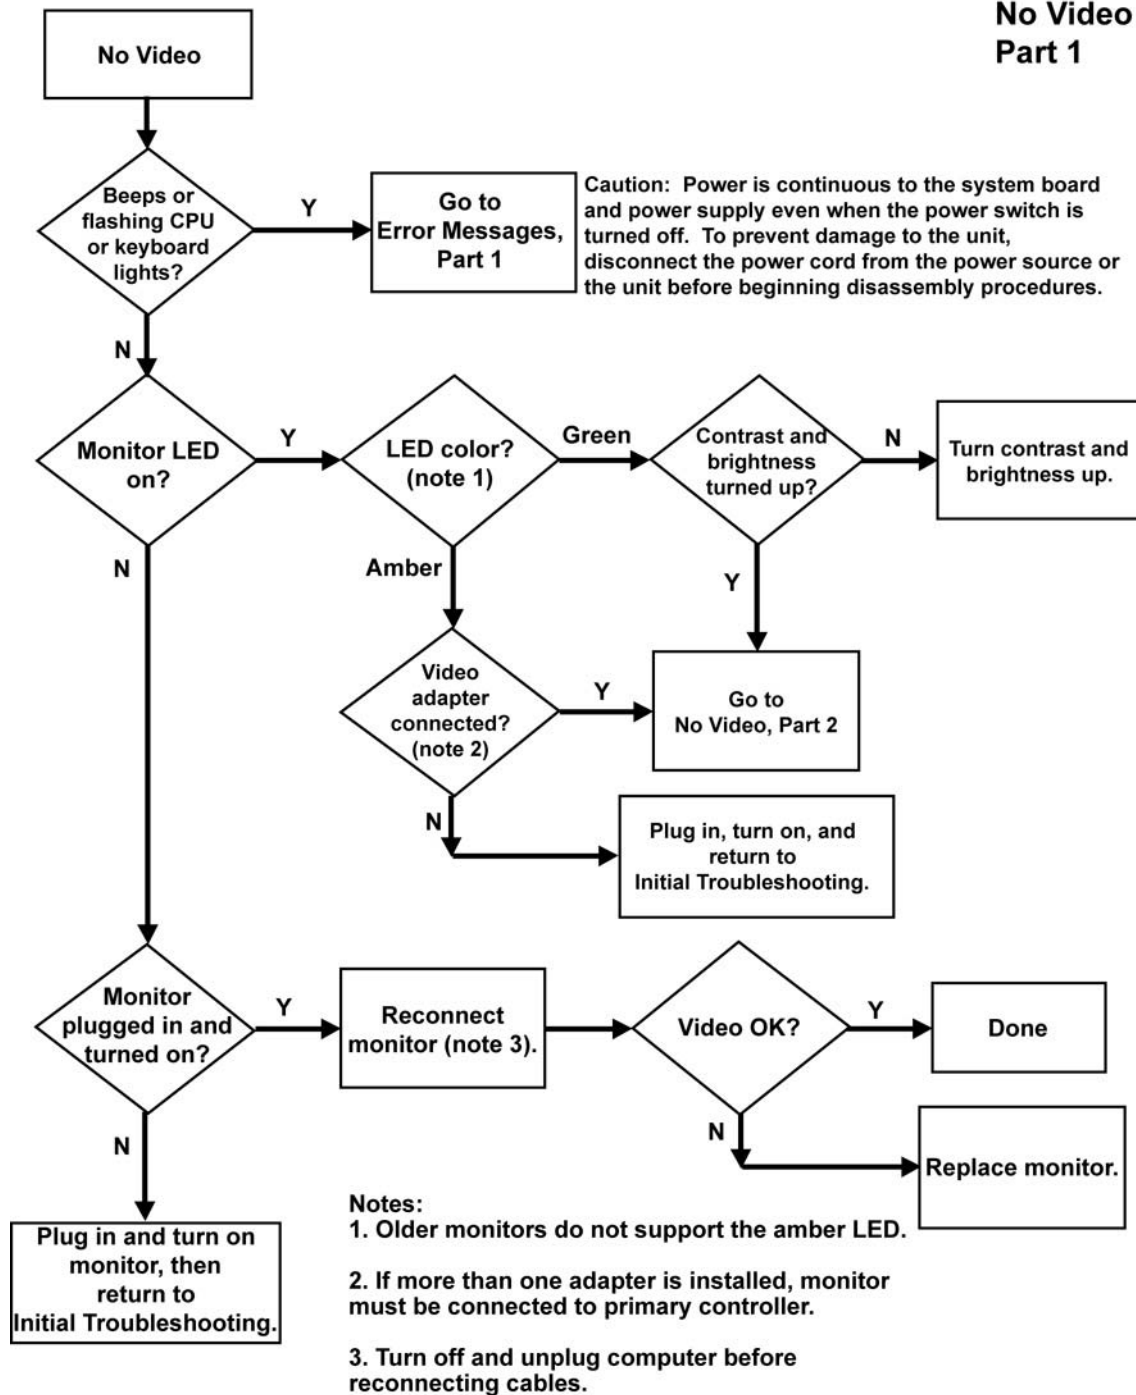 No Video
Part 1
No Video
Beeps or
flashing CPU
or keyboard
lights?
Y
Go to
Error Messages,
Part 1
Caution: Power is continuous to the system board
and power supply even when the power switch is
turned off. To prevent damage to the unit,
disconnect the power cord from the power source or
the unit before beginning disassembly procedures.
N
Monitor LED
on?
Y
LED color?
(note 1)
Green
Contrast and
brightness
turned up?
N
Turn contrast and
brightness up.
N
Amber
Y
Video
adapter
connected?
(note 2)
Y
Go to
No Video, Part 2
N
Plug in, turn on, and
return to
Initial Troubleshooting.
Monitor
plugged in and
turned on?
Y
Reconnect
monitor (note 3).
Video OK?
Y
Done
N
N
Replace monitor.
Plug in and turn on
monitor, then
return to
Initial Troubleshooting.
Notes:
1. Older monitors do not support the amber LED.
2. If more than one adapter is installed, monitor
must be connected to primary controller.
3. Turn off and unplug computer before
reconnecting cables.